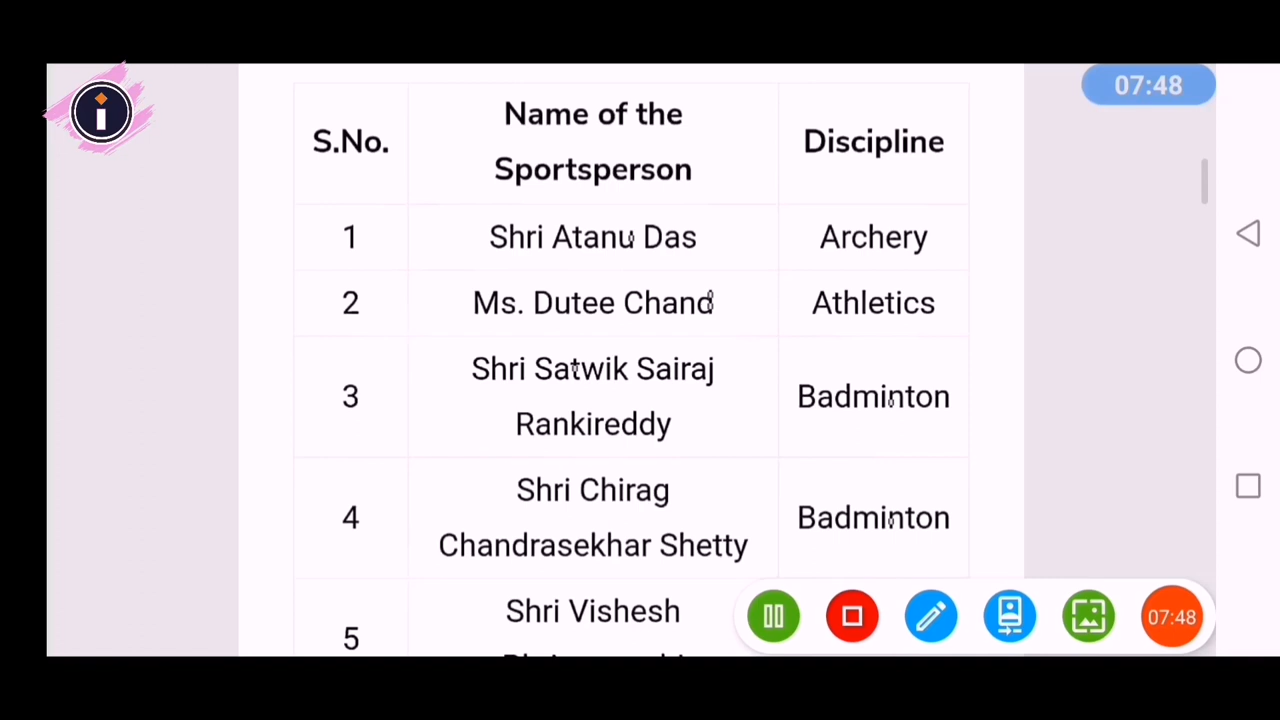 07:48
S.No.
Name of the
Sportsperson
Discipline
1
Shri Atanu Das
Archery
2
Ms. Dutee Chand
Athletics
3
Shri Satwik Sairaj
Rankireddy
Badminton
4
Shri Chirag
Chandrasekhar Shetty
Badminton
5
Shri Vishesh
07:48